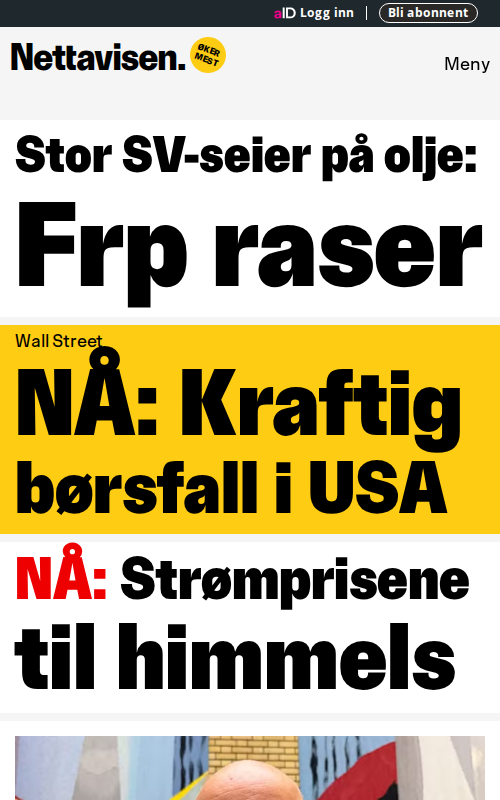 aID Logg inn | Bli abonnent
Nettavisen.
ØKER
MEST
Meny
Stor SV-seier på olje:
Frp raser
Wall Street
NÅ: Kraftig
børsfall i USA
NÅ: Strømprisene
til himmels